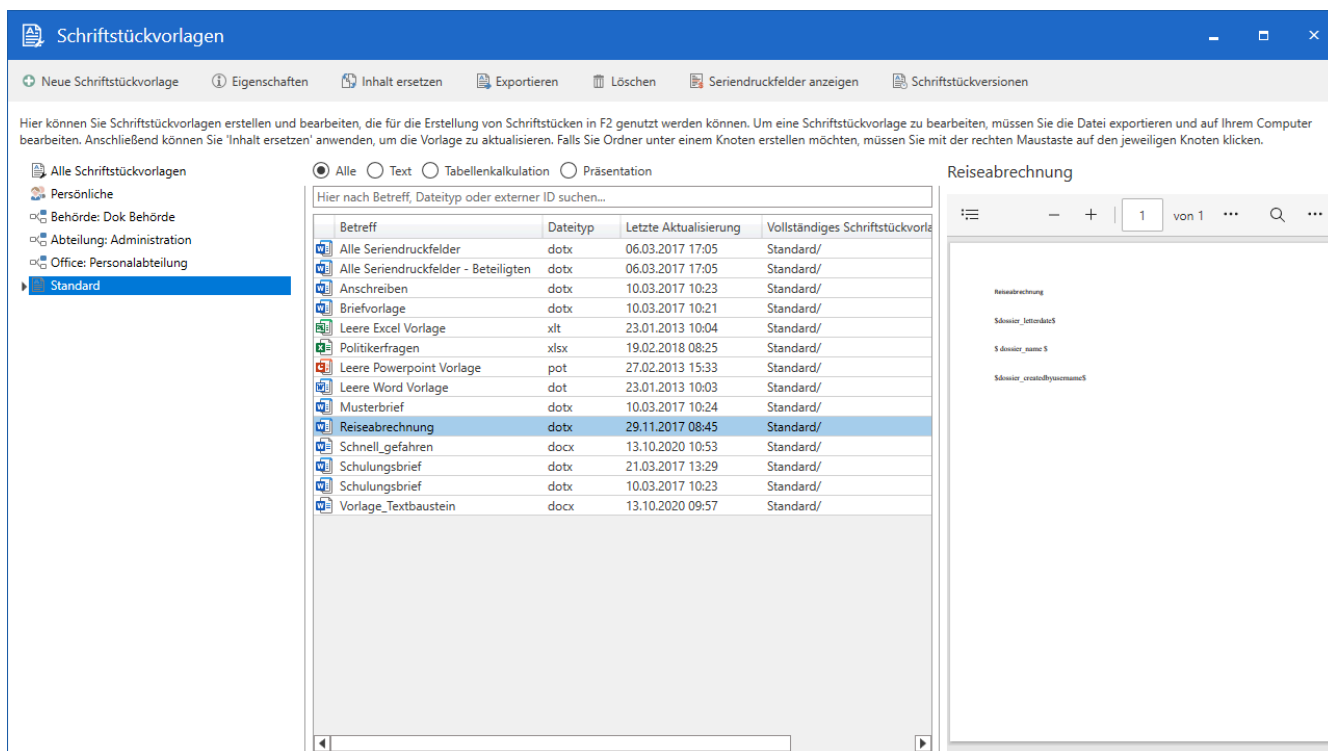 Schriftstückvorlagen
Neue Schriftstückvorlage Eigenschaften Inhalt ersetzen Exportieren Löschen Seriendruckfelder anzeigen Schriftstückversionen
Hier können Sie Schriftstückvorlagen erstellen und bearbeiten, die für die Erstellung von Schriftstücken in F2 genutzt werden können. Um eine Schriftstückvorlage zu bearbeiten, müssen Sie die Datei exportieren und auf Ihrem Computer
bearbeiten. Anschließend können Sie 'Inhalt ersetzen' anwenden, um die Vorlage zu aktualisieren. Falls Sie Ordner unter einem Knoten erstellen möchten, müssen Sie mit der rechten Maustaste auf den jeweiligen Knoten klicken.
Alle Schriftstückvorlagen
Persönliche
Behörde: Dok Behörde
Abteilung: Administration
Office: Personalabteilung
Standard
Alle Text Tabellenkalkulation Präsentation
Hier nach Betreff, Dateityp oder externer ID suchen...
Betreff Dateityp Letzte Aktualisierung Vollständiges Schriftstückvorla
Alle Seriendruckfelder dotx 06.03.2017 17:05 Standard/
Alle Seriendruckfelder - Beteiligten dotx 06.03.2017 17:05 Standard/
Anschreiben dotx 10.03.2017 10:23 Standard/
Briefvorlage dotx 10.03.2017 10:21 Standard/
Leere Excel Vorlage xlt 23.01.2013 10:04 Standard/
Politikerfragen xlsx 19.02.2018 08:25 Standard/
Leere Powerpoint Vorlage pot 27.02.2013 15:33 Standard/
Leere Word Vorlage dot 23.01.2013 10:03 Standard/
Musterbrief dotx 10.03.2017 10:24 Standard/
Reiseabrechnung dotx 29.11.2017 08:45 Standard/
Schnell_gefahren docx 13.10.2020 10:53 Standard/
Schulungsbrief dotx 21.03.2017 13:29 Standard/
Schulungsbrief dotx 10.03.2017 10:23 Standard/
Vorlage_Textbaustein docx 13.10.2020 09:57 Standard/
Reiseabrechnung
1 von 1
Reiseabrechnung
$dossier_letterdate$
$ dossier_name $
$dossier_createdbyusername$